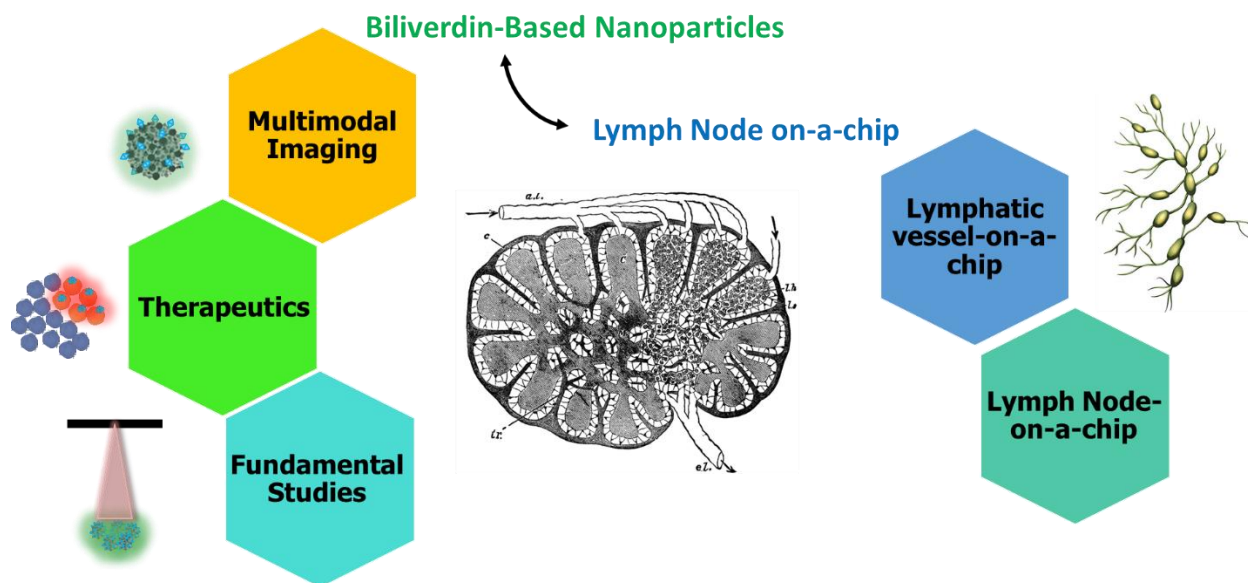 Biliverdin-Based Nanoparticles
Lymph Node on-a-chip
Multimodal
Imaging
Therapeutics
Fundamental
Studies
a.l.
c
C
l.h
l.s
tr.
e.l.
Lymphatic
vessel-on-a-
chip
Lymph Node-
on-a-chip